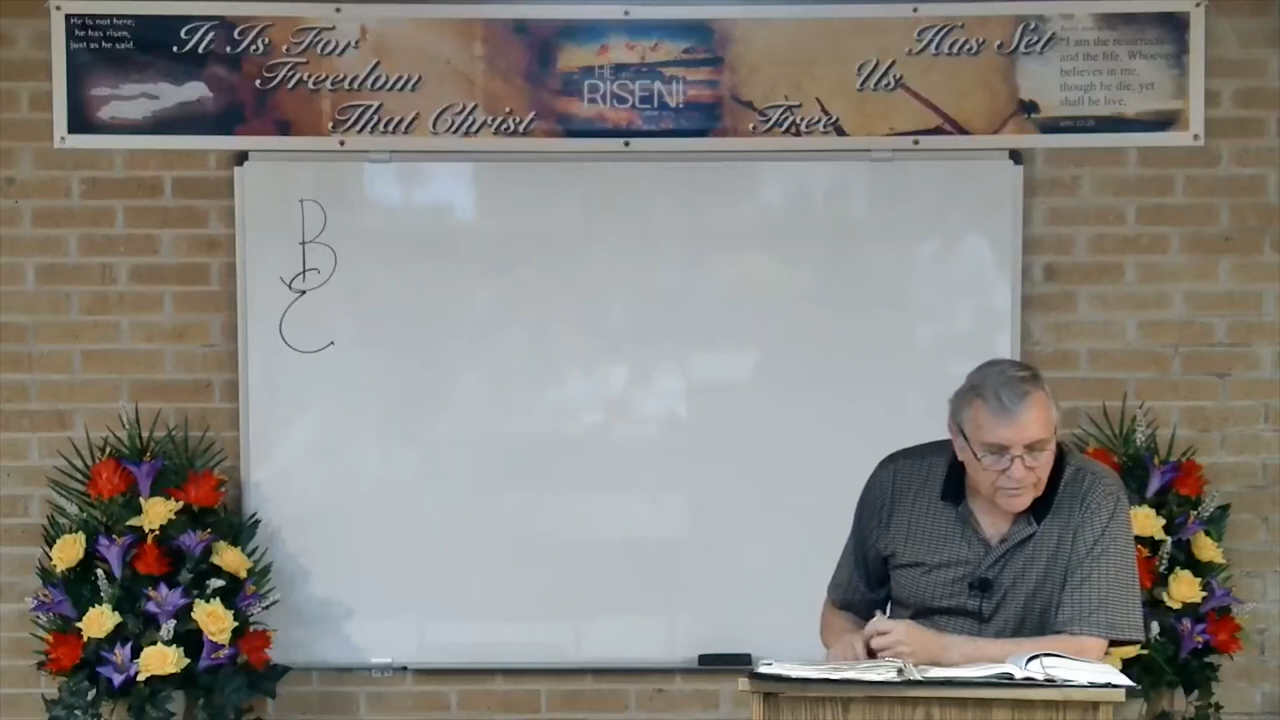 He is not here;
he has risen,
just as he said.
It Is For
Freedom
That Christ
HE
RISEN!
Has Set
Us
Free
"I am the resurrection
and the life. Whoever
believes in me,
though he die, yet
shall he live,
B
E